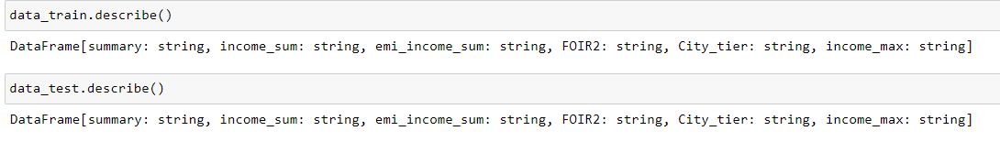 data_train.describe()
DataFrame[summary: string, income_sum: string, emi_income_sum: string, FOIR2: string, City_tier: string, income_max: string]
data_test.describe()
DataFrame[summary: string, income_sum: string, emi_income_sum: string, FOIR2: string, City_tier: string, income_max: string]